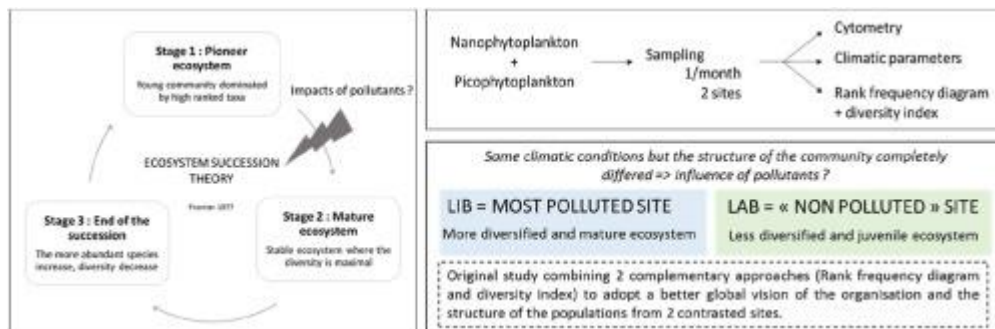 Stage 1 : Pioneer
ecosystem
Young community dominated
by high ranked taxa
Impacts of pollutants ?
ECOSYSTEM SUCCESSION
THEORY
Frontier 1977
Stage 3 : End of the
succession
The more abundant species
increase, diversity decrease
Stage 2 : Mature
ecosystem
Stable ecosystem where the
diversity is maximal
Nanophytoplankton
+
Picophytoplankton
Sampling
1/month
2 sites
Cytometry
Climatic parameters
Rank frequency diagram
+ diversity index
Same climatic conditions but the structure of the community completely
differed => influence of pollutants ?
LIB = MOST POLLUTED SITE
More diversified and mature ecosystem
LAB = « NON POLLUTED » SITE
Less diversified and juvenile ecosystem
Original study combining 2 complementary approaches (Rank frequency diagram
and diversity index) to adopt a better global vision of the organisation and the
structure of the populations from 2 contrasted sites.